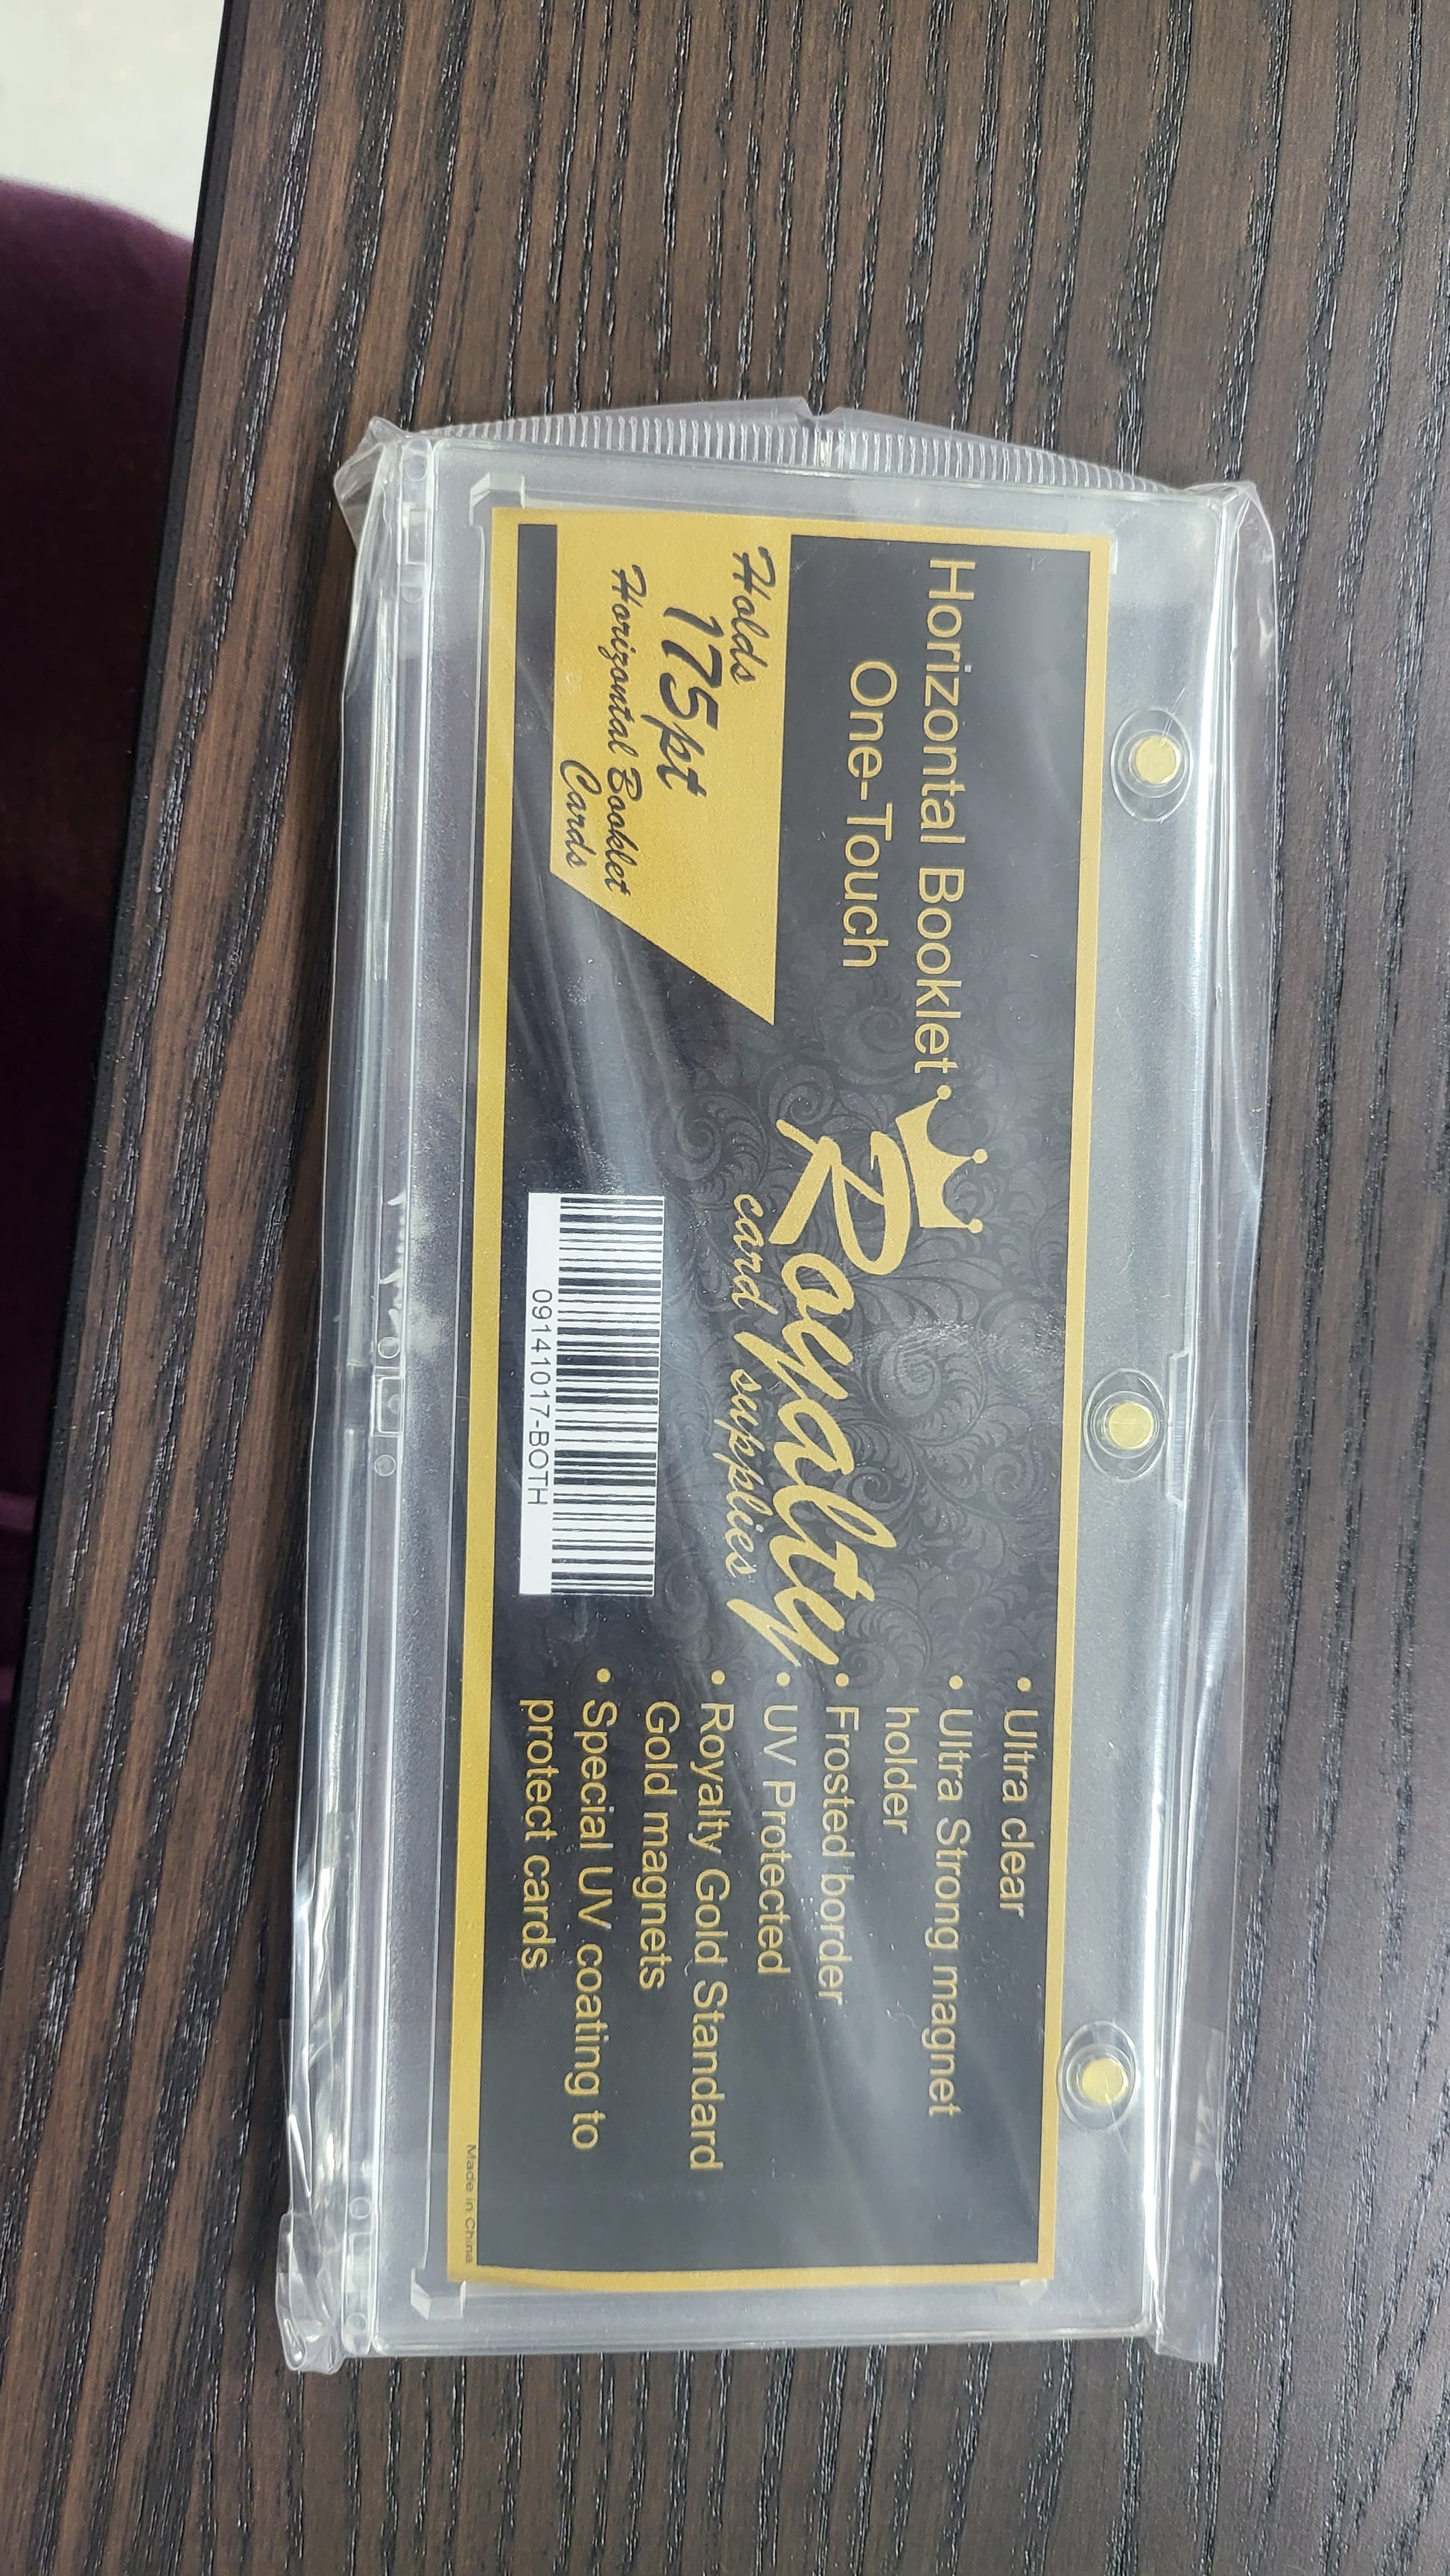 Horizontal Booklet
One-Touch
Holds
175pt
Horizontal Booklet
Cards
Royalty
card supplies
09141017-BOTH
• Ultra clear
• Ultra Strong magnet
holder
• Frosted border
• UV Protected
• Royalty Gold Standard
Gold magnets
• Special UV coating to
protect cards
Made in China